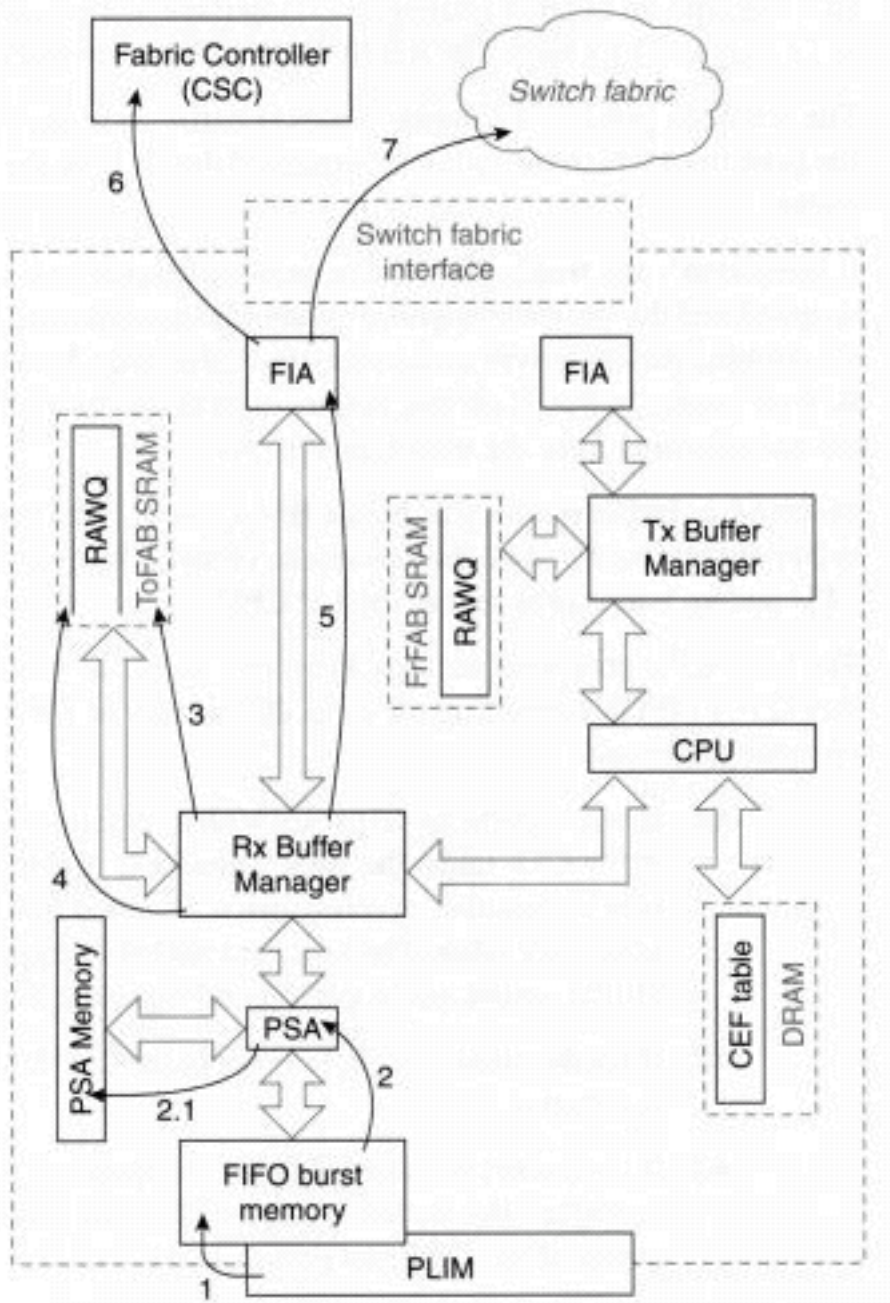 Fabric Controller
(CSC)
Switch fabric
7
6
Switch fabric
interface
FIA
FIA
RAWQ
ToFAB SRAM
Tx Buffer
Manager
FrFAB SRAM
RAWQ
5
3
CPU
Rx Buffer
Manager
4
PSA Memory
PSA
CEF table
DRAM
2
2.1
FIFO burst
memory
PLIM
1